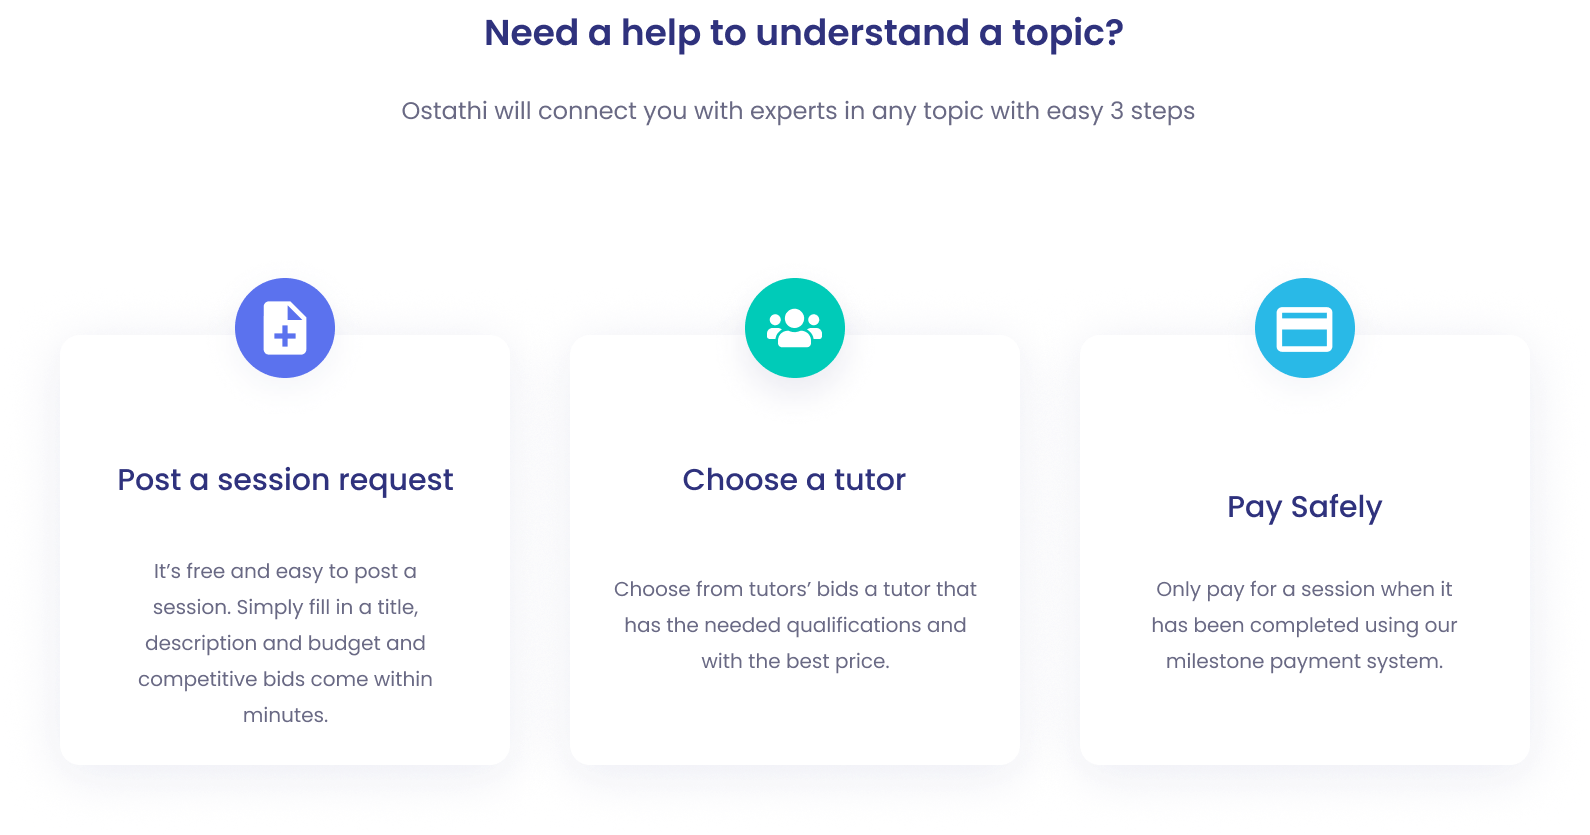 Need a help to understand a topic?
Ostathi will connect you with experts in any topic with easy 3 steps
Post a session request
It’s free and easy to post a
session. Simply fill in a title,
description and budget and
competitive bids come within
minutes.
Choose a tutor
Choose from tutors’ bids a tutor that
has the needed qualifications and
with the best price.
Pay Safely
Only pay for a session when it
has been completed using our
milestone payment system.